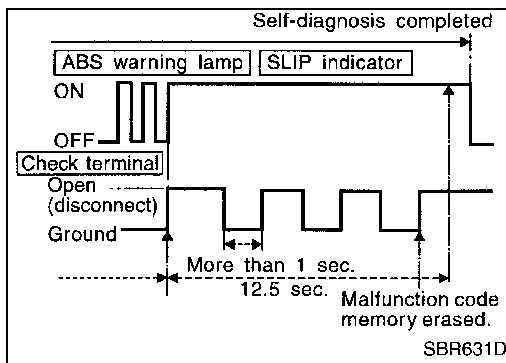 Self-diagnosis completed
ABS warning lamp SLIP indicator
ON
OFF
Check terminal
Open
(disconnect)
Ground
More than 1 sec.
12.5 sec.
Malfunction code
memory erased.
SBR631D